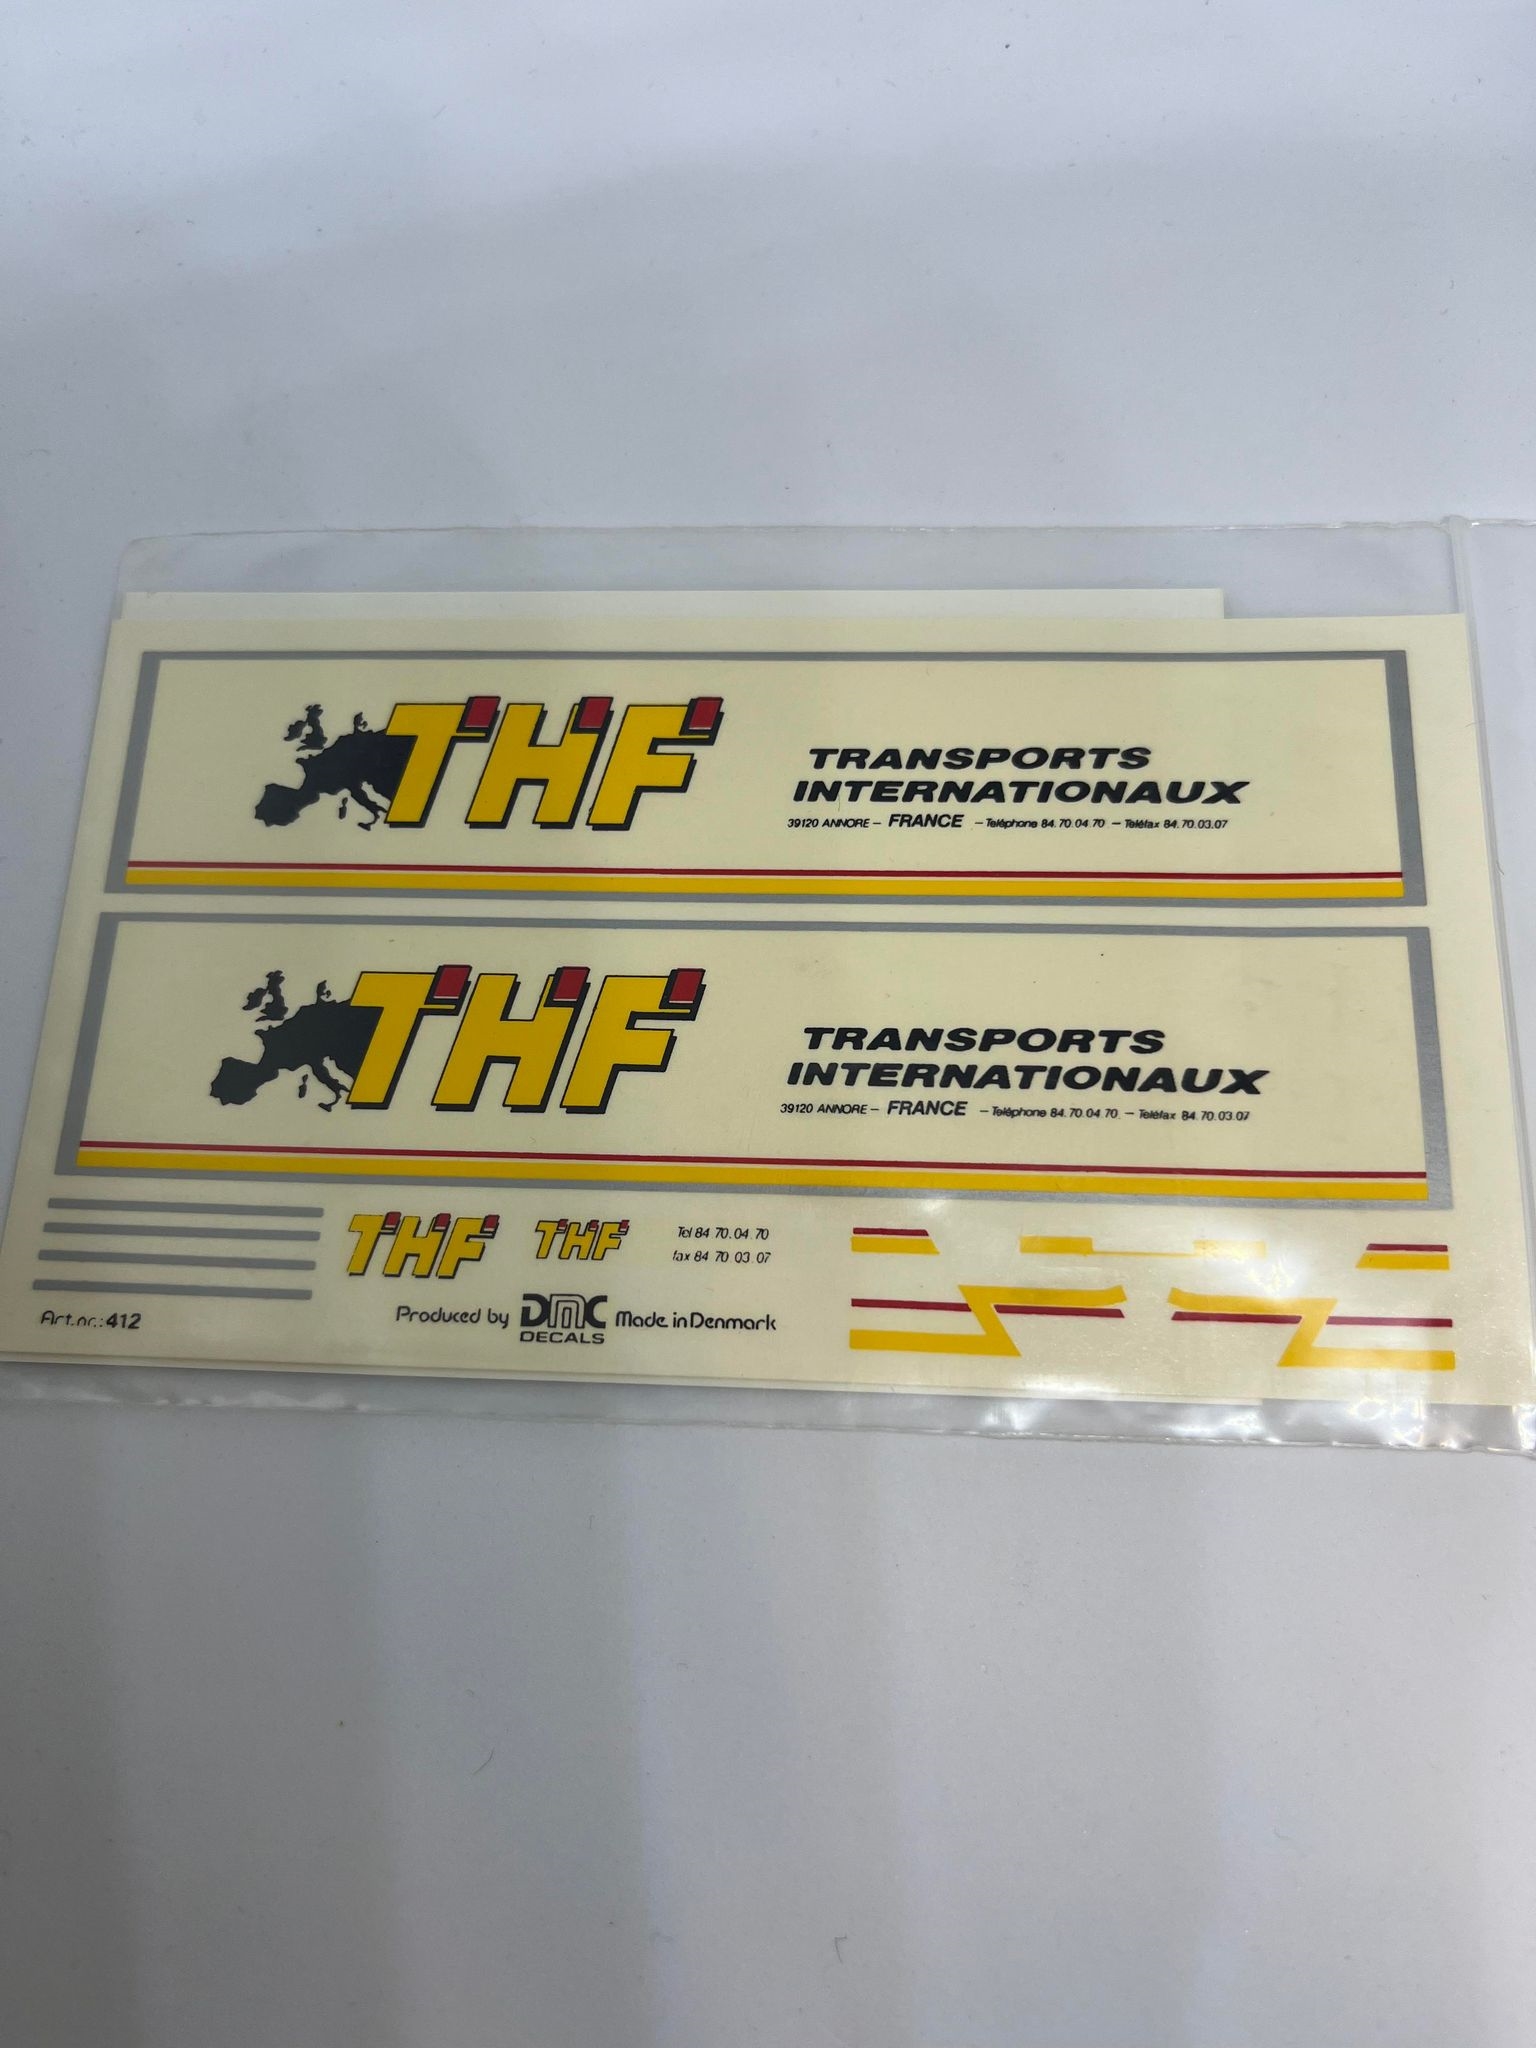 THF
TRANSPORTS
INTERNATIONAUX
39120 ANNORE – FRANCE – Teléphone 84.70.04.70 – Teléfax 84.70.03.07
THF
TRANSPORTS
INTERNATIONAUX
39120 ANNORE – FRANCE – Teléphone 84.70.04.70. – Teléfax 84.70.03.07
THF THF Tel 84 70.04.70
fax 84 70 03 07
Art.nr.:412 Produced by DMC DECALS Made in Denmark